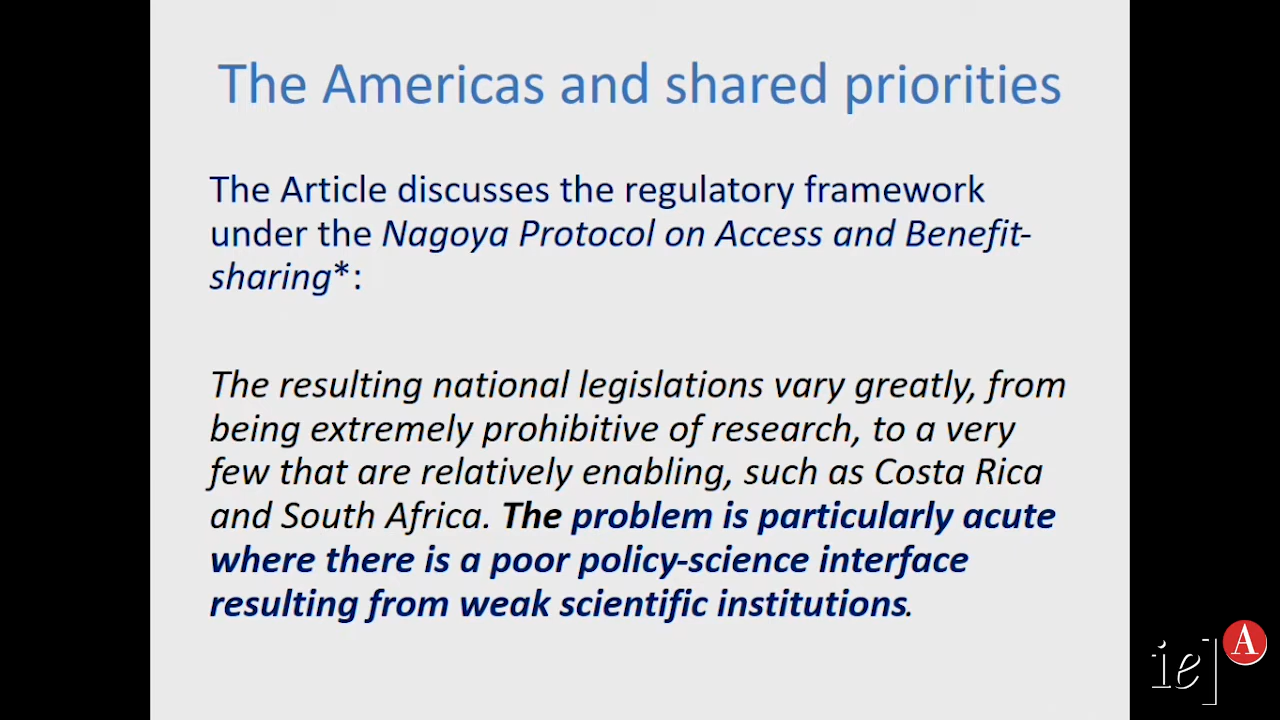 The Americas and shared priorities
The Article discusses the regulatory framework
under the Nagoya Protocol on Access and Benefit-
sharing*:
The resulting national legislations vary greatly, from
being extremely prohibitive of research, to a very
few that are relatively enabling, such as Costa Rica
and South Africa. The problem is particularly acute
where there is a poor policy-science interface
resulting from weak scientific institutions.
ie] A